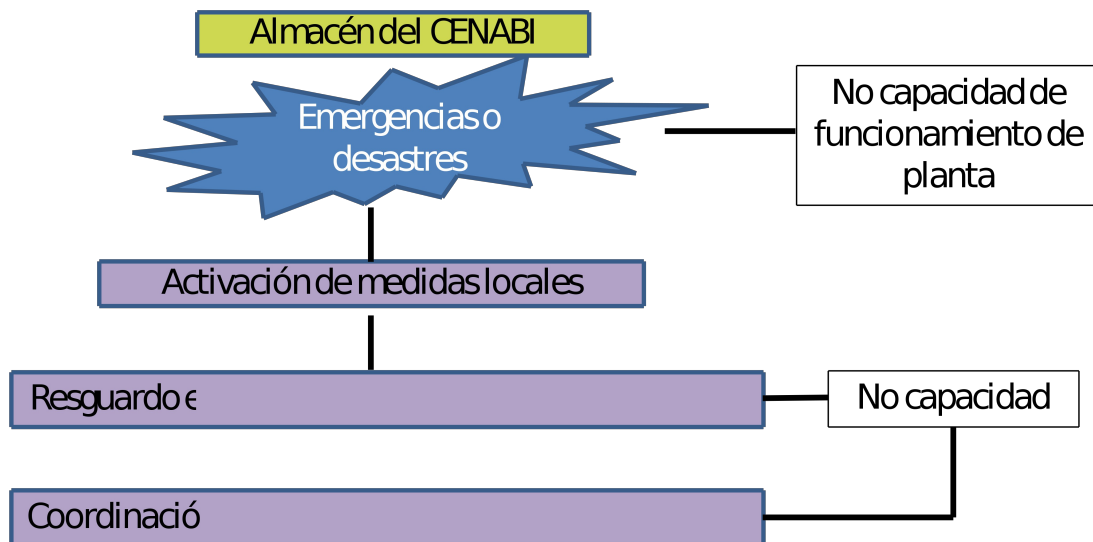 Almacén del CENABI
Emergencias o
desastres
No capacidad de
funcionamiento de
planta
Activación de medidas locales
Resguardo e
No capacidad
Coordinació